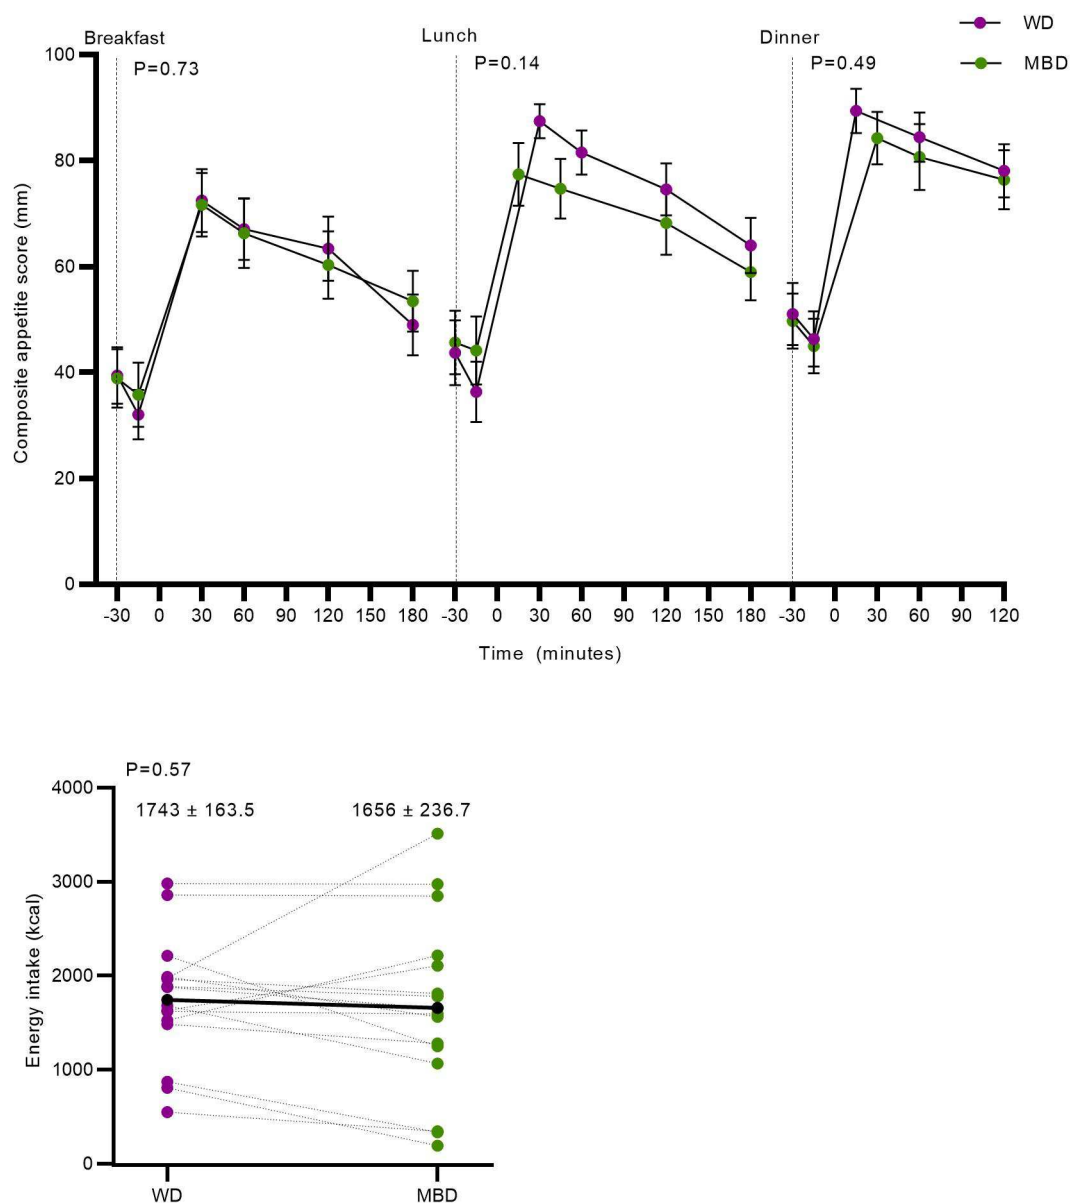 Breakfast
Lunch
Dinner
WD
MBD
P=0.73
P=0.14
P=0.49
100
80
60
40
20
0
Composite appetite score (mm)
-30 0 30 60 90 120 150 180 -30 0 30 60 90 120 150 180 -30 0 30 60 90 120
Time (minutes)
P=0.57
1743 ± 163.5 1656 ± 236.7
4000
3000
2000
1000
0
Energy intake (kcal)
WD MBD